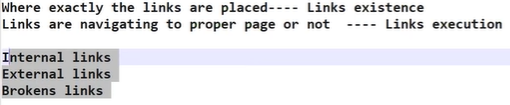 Where exactly the links are placed---- Links existence
Links are navigating to proper page or not  ---- Links execution
Internal links
External links
Brokens links